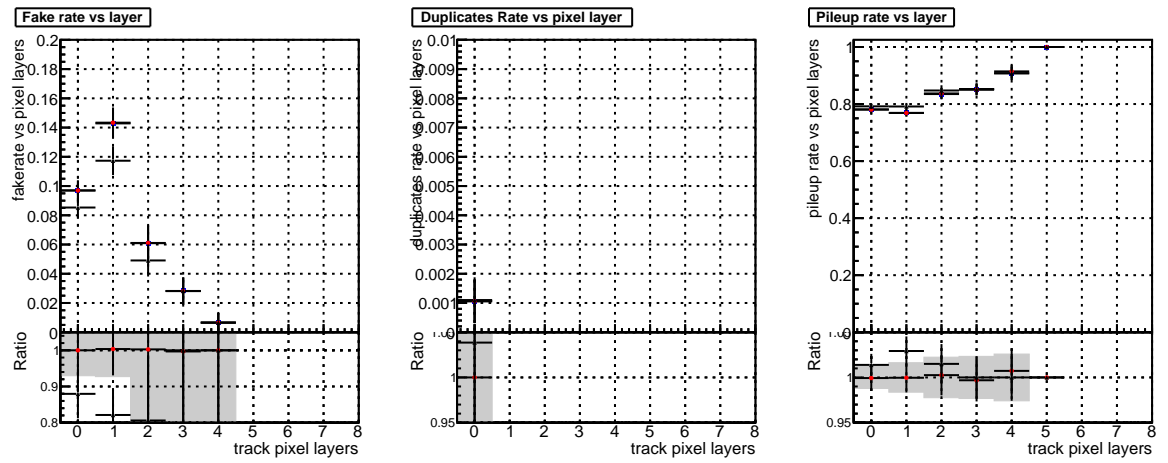 Fake rate vs layer
fakerate vs pixel layers
0.2
0.18
0.16
0.14
0.12
0.1
0.08
0.06
0.04
0.02
0
Ratio
1
0.9
0.8
0 1 2 3 4 5 6 7 8
track pixel layers
Duplicates Rate vs pixel layer
duplicates rate vs pixel layers
0.01
0.009
0.008
0.007
0.006
0.005
0.004
0.003
0.002
0.001
0
Ratio
1
0.95
0 1 2 3 4 5 6 7 8
track pixel layers
Pileup rate vs layer
pileup rate vs pixel layers
1
0.8
0.6
0.4
0.2
0
Ratio
1
0.95
0 1 2 3 4 5 6 7 8
track pixel layers